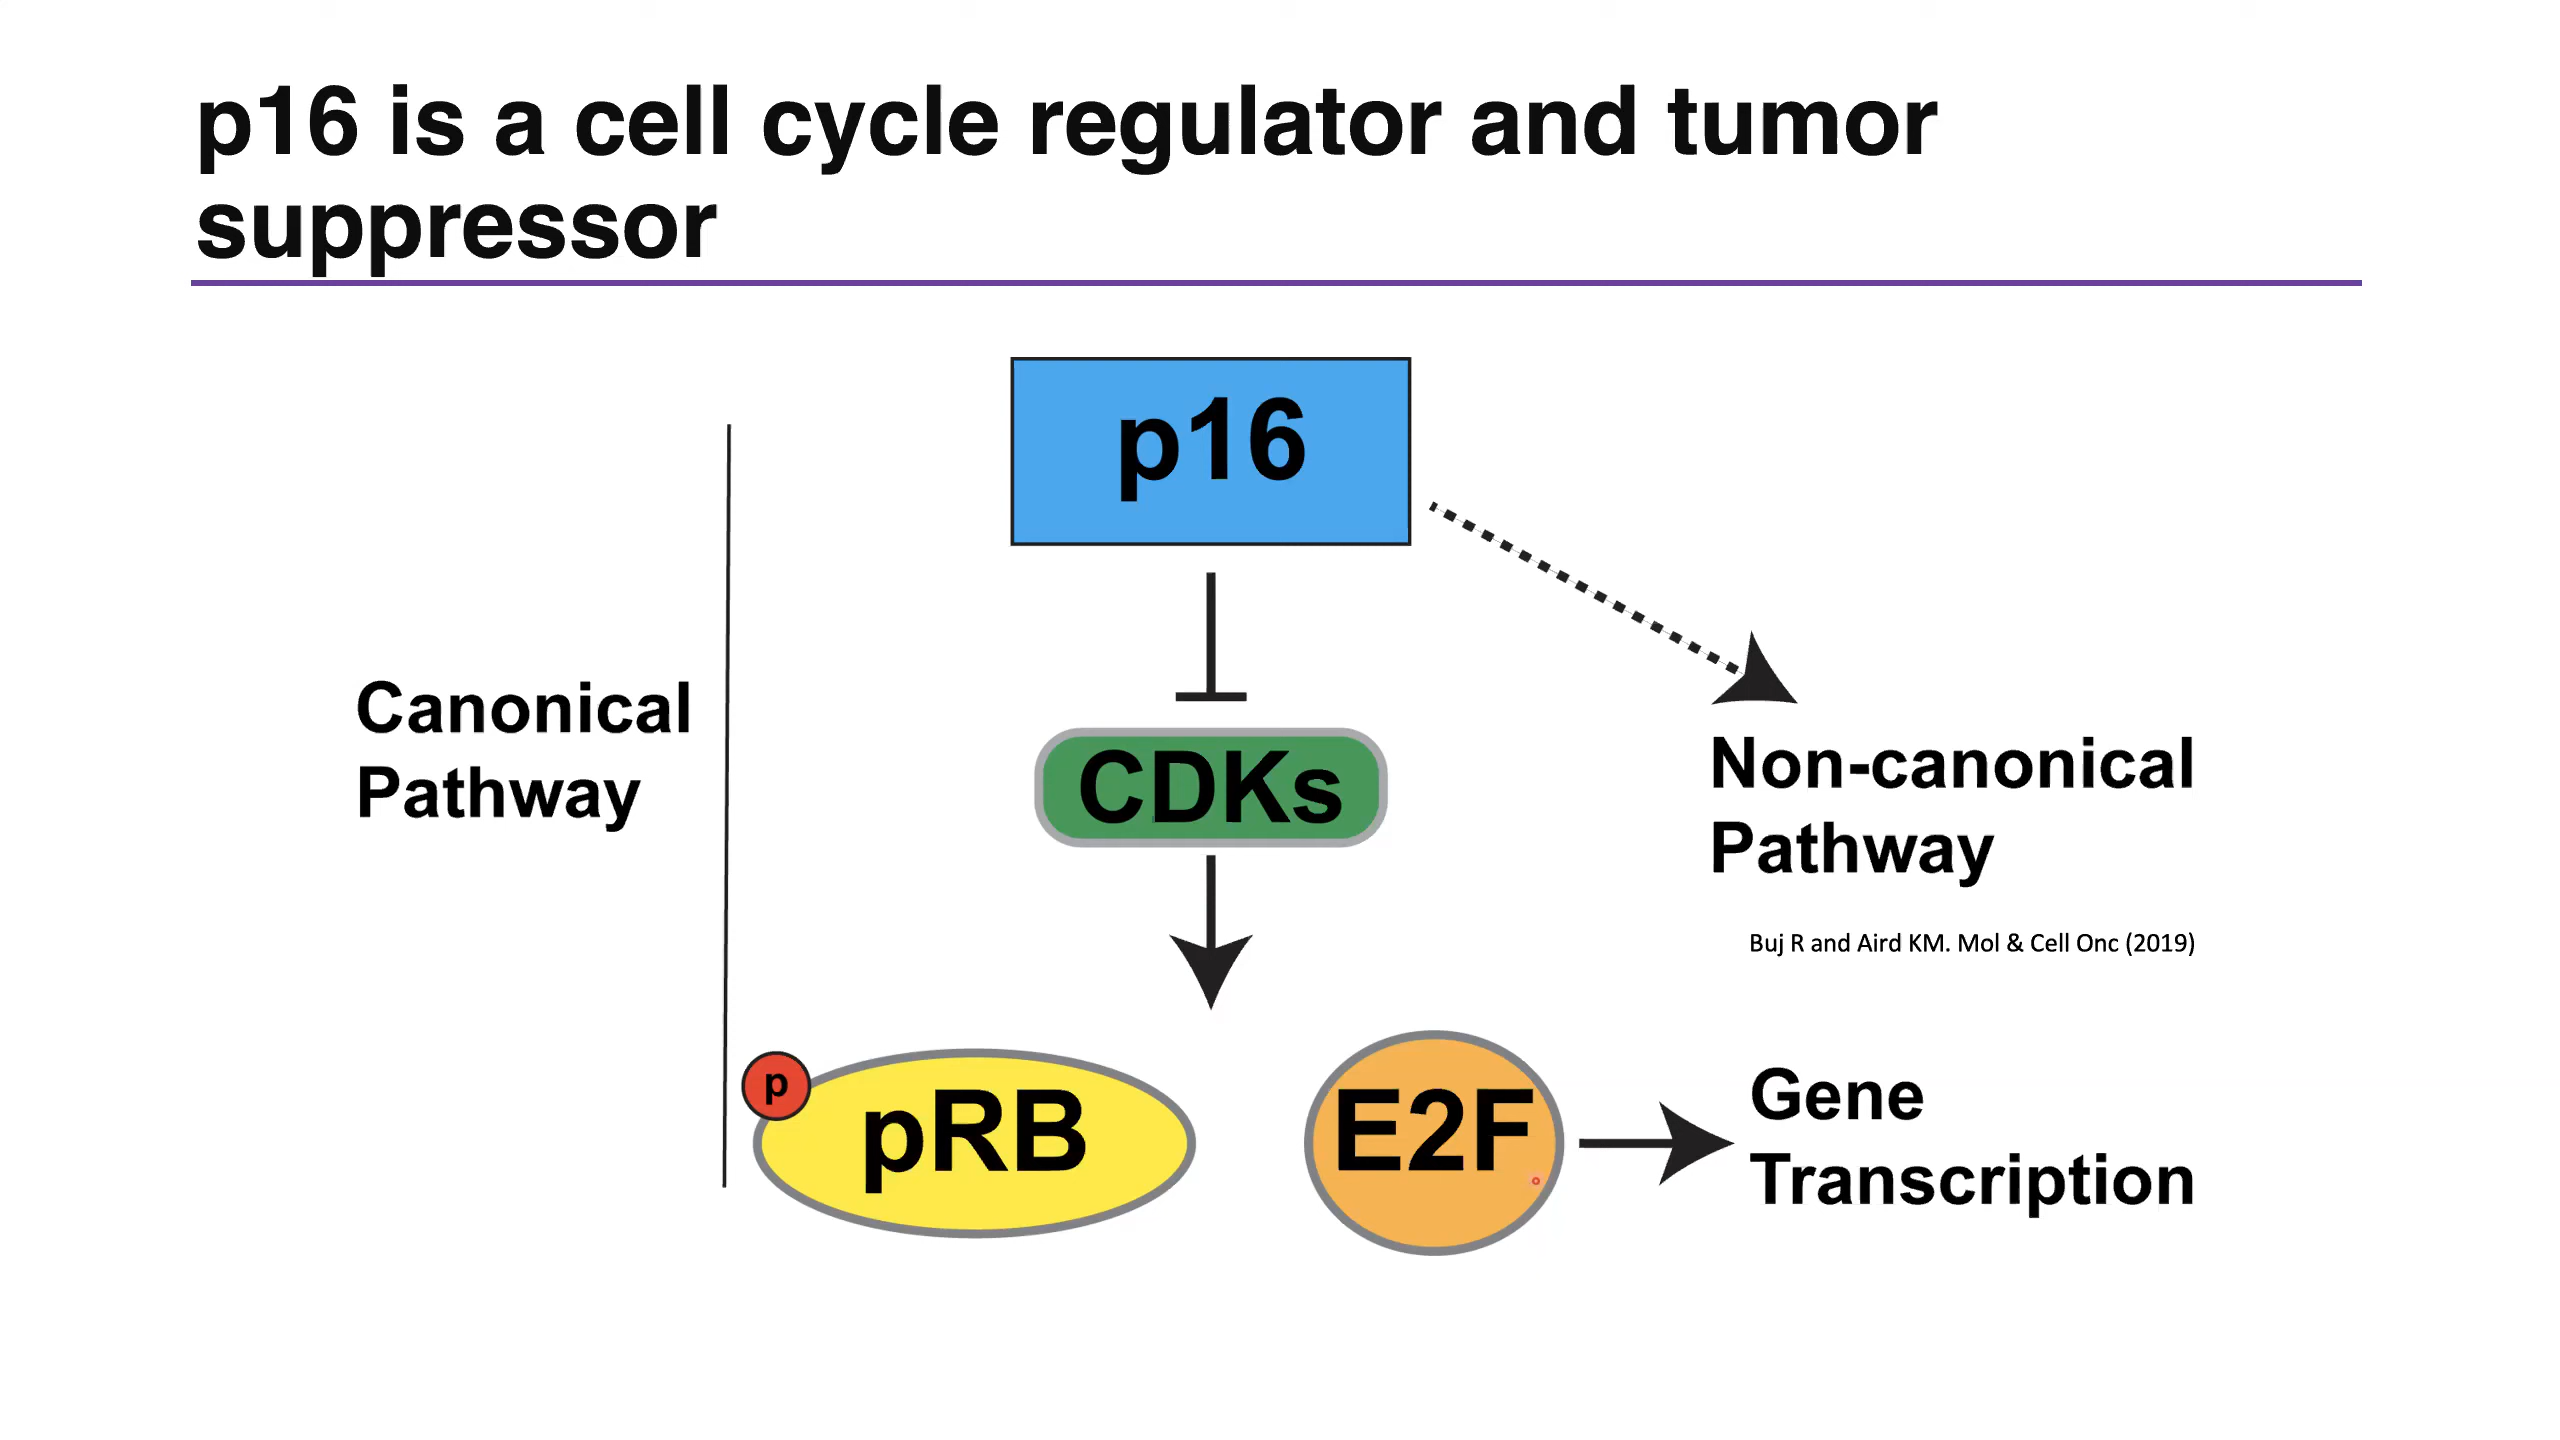 p16 is a cell cycle regulator and tumor
suppressor
p16
Canonical
Pathway
CDKs
Non-canonical
Pathway
Buj R and Aird KM. Mol & Cell Onc (2019)
p
pRB
E2F
Gene
Transcription